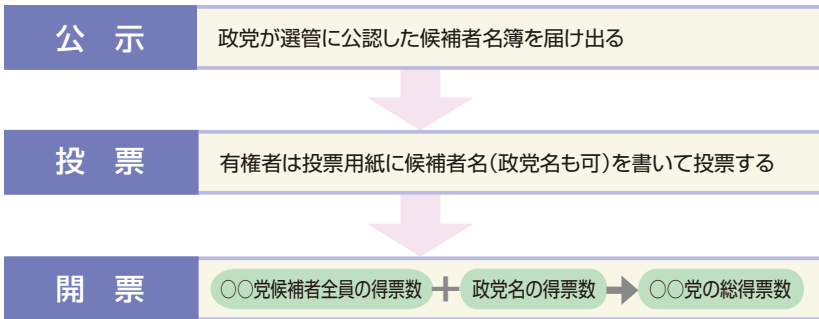 公 示
政党が選管に公認した候補者名簿を届け出る
投 票
有権者は投票用紙に候補者名(政党名も可)を書いて投票する
開 票
○○党候補者全員の得票数+政党名の得票数➡○○党の総得票数